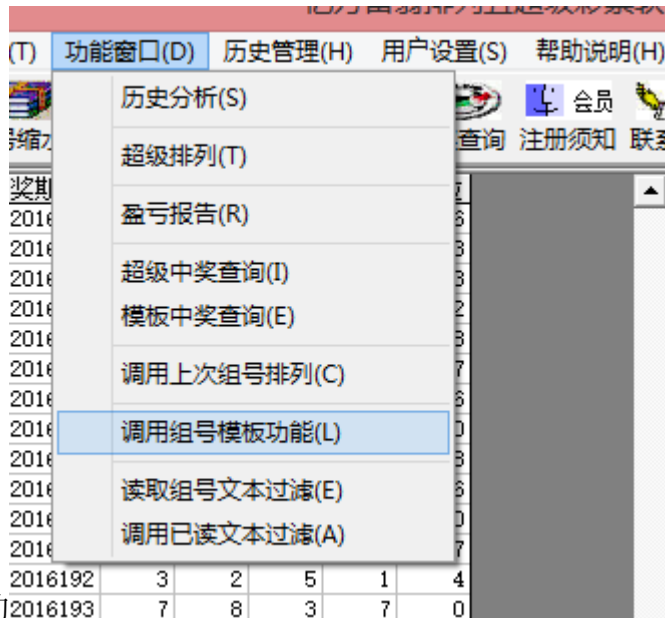 (T) 功能窗口(D) 历史管理(H) 用户设置(S) 帮助说明(H)
历史分析(S)
会员
查询 注册须知
超级排列(T)
奖期
盈亏报告(R)
超级中奖查询(I)
模板中奖查询(E)
调用上次组号排列(C)
调用组号模板功能(L)
读取组号文本过滤(E)
调用已读文本过滤(A)
2016192 3 2 5 1 4
2016193 7 8 3 7 0